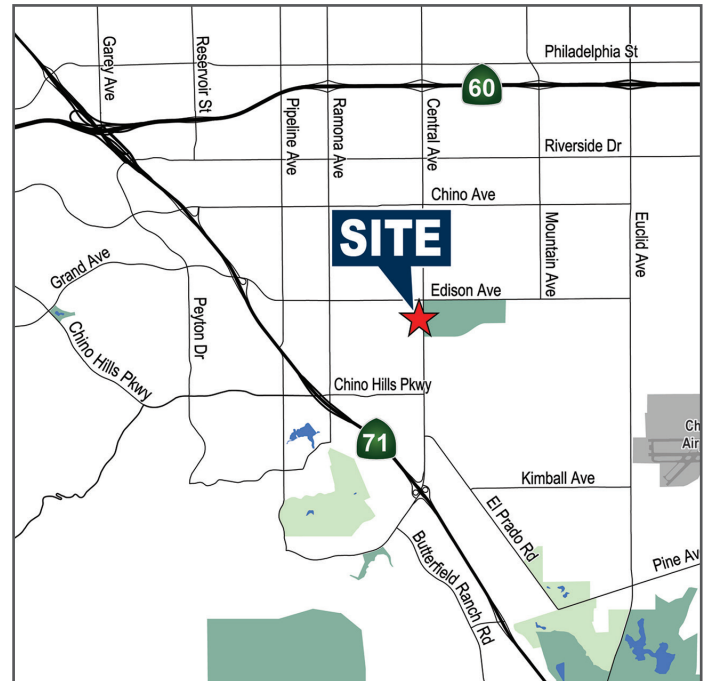 Philadelphia St
Garey Ave
Reservoir St
60
Pipeline Ave
Ramona Ave
Central Ave
Riverside Dr
Chino Ave
SITE
Mountain Ave
Euclid Ave
Grand Ave
Edison Ave
Peyton Dr
Chino Hills Pkwy
Chino Hills Pkwy
71
Ch
Air
Kimball Ave
El Prado Rd
Butterfield Ranch Rd
Pine Av